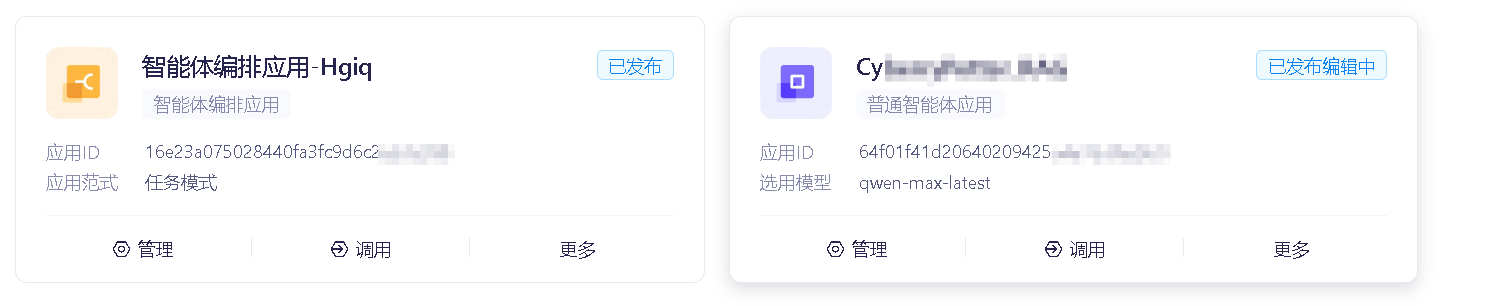 智能体编排应用-Hgiq
已发布
智能体编排应用
应用ID 16e23a075028440fa3fc9d6c2
应用范式 任务模式
管理 调用 更多
Cy
已发布编辑中
普通智能体应用
应用ID 64f01f41d20640209425
选用模型 qwen-max-latest
管理 调用 更多